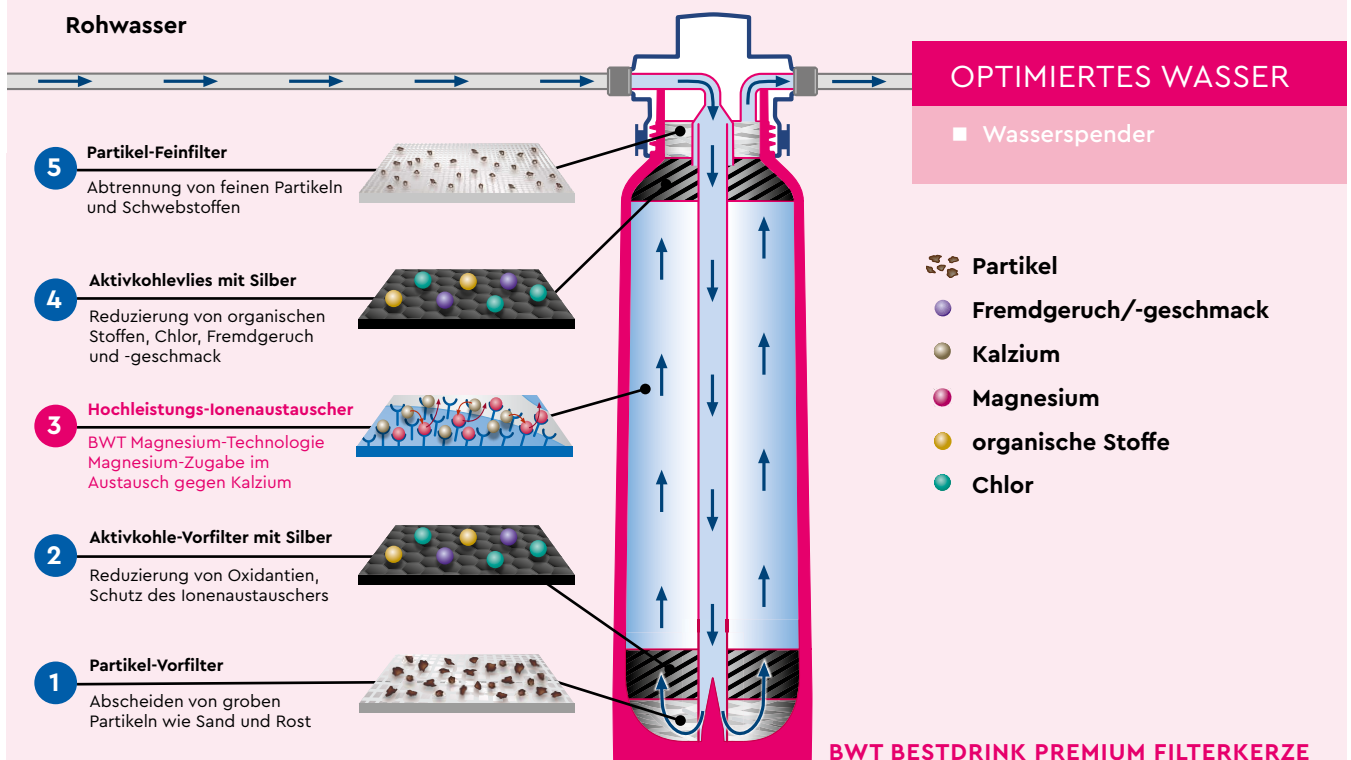 Rohwasser
OPTIMIERTES WASSER
Wasserspender
5
Partikel-Feinfilter
Abtrennung von feinen Partikeln
und Schwebstoffen
4
Aktivkohlevlies mit Silber
Reduzierung von organischen
Stoffen, Chlor, Fremdgeruch
und -geschmack
3
Hochleistungs-Ionenaustauscher
BWT Magnesium-Technologie
Magnesium-Zugabe im
Austausch gegen Kalzium
2
Aktivkohle-Vorfilter mit Silber
Reduzierung von Oxidantien,
Schutz des Ionenaustauschers
1
Partikel-Vorfilter
Abscheiden von groben
Partikeln wie Sand und Rost
Partikel
Fremdgeruch/-geschmack
Kalzium
Magnesium
organische Stoffe
Chlor
BWT BESTDRINK PREMIUM FILTERKERZE